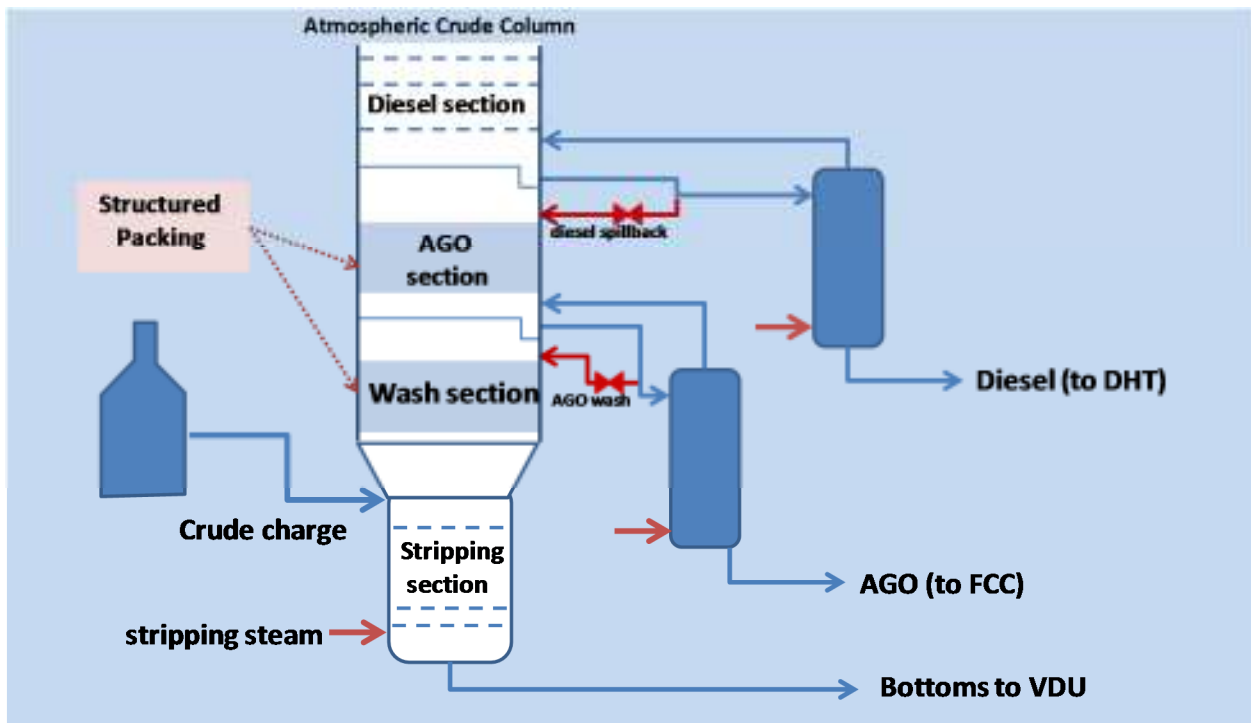 Atmospheric Crude Column
Diesel section
Structured
Packing
diesel spillback
AGO
section
Wash section
AGO wash
Diesel (to DHT)
Crude charge
Stripping
section
AGO (to FCC)
stripping steam
Bottoms to VDU